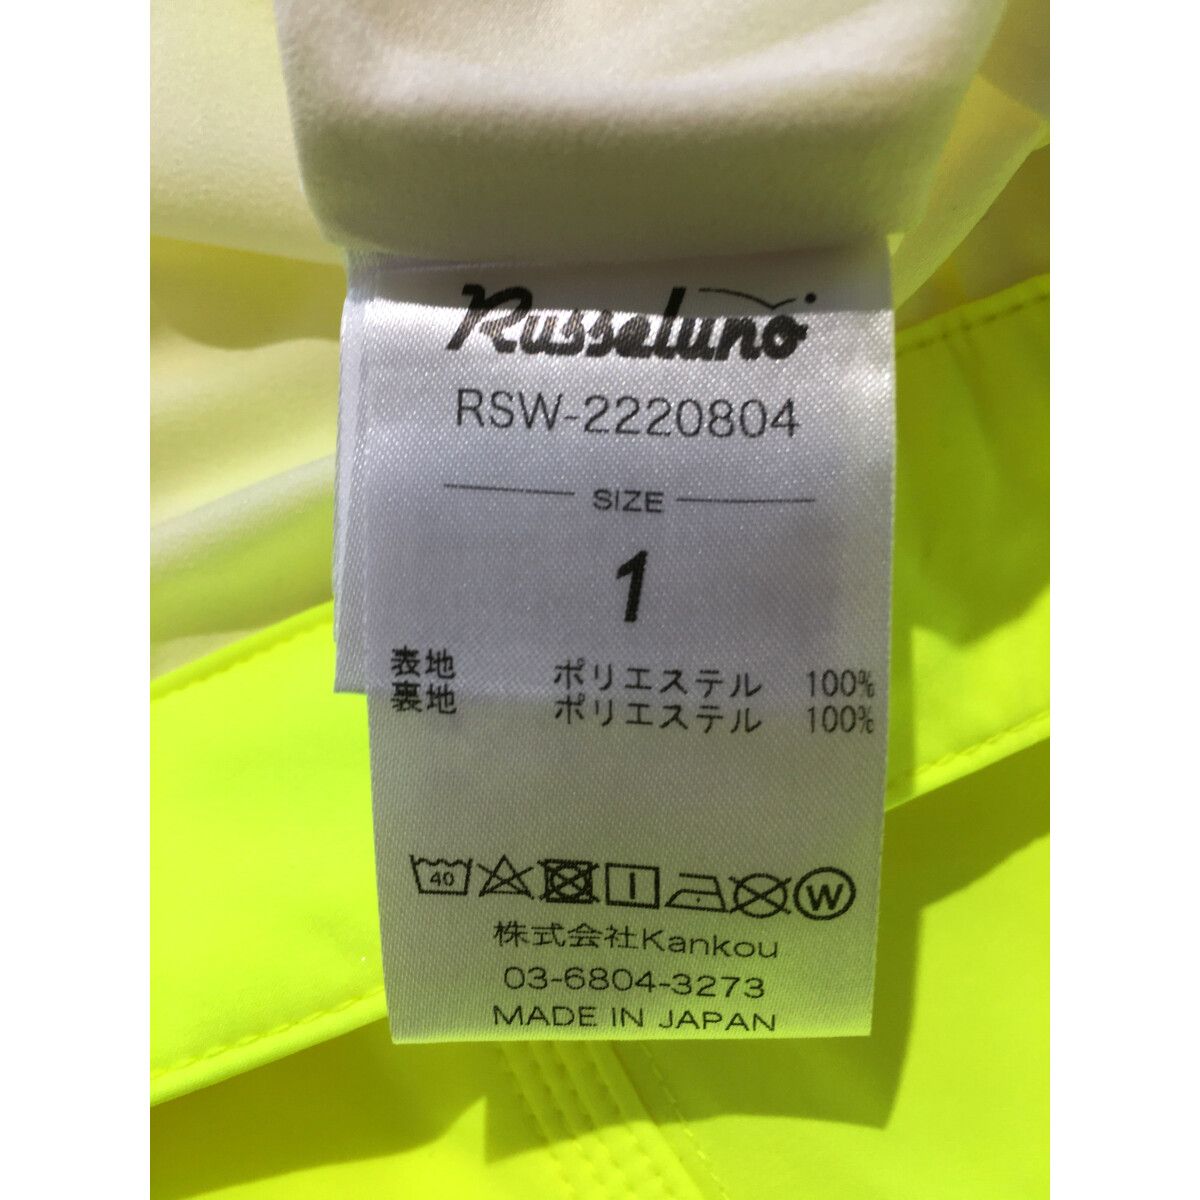 Russeluno
RSW-2220804
SIZE
1
表地 ポリエステル 100%
裏地 ポリエステル 100%
40 W
株式会社Kankou
03-6804-3273
MADE IN JAPAN